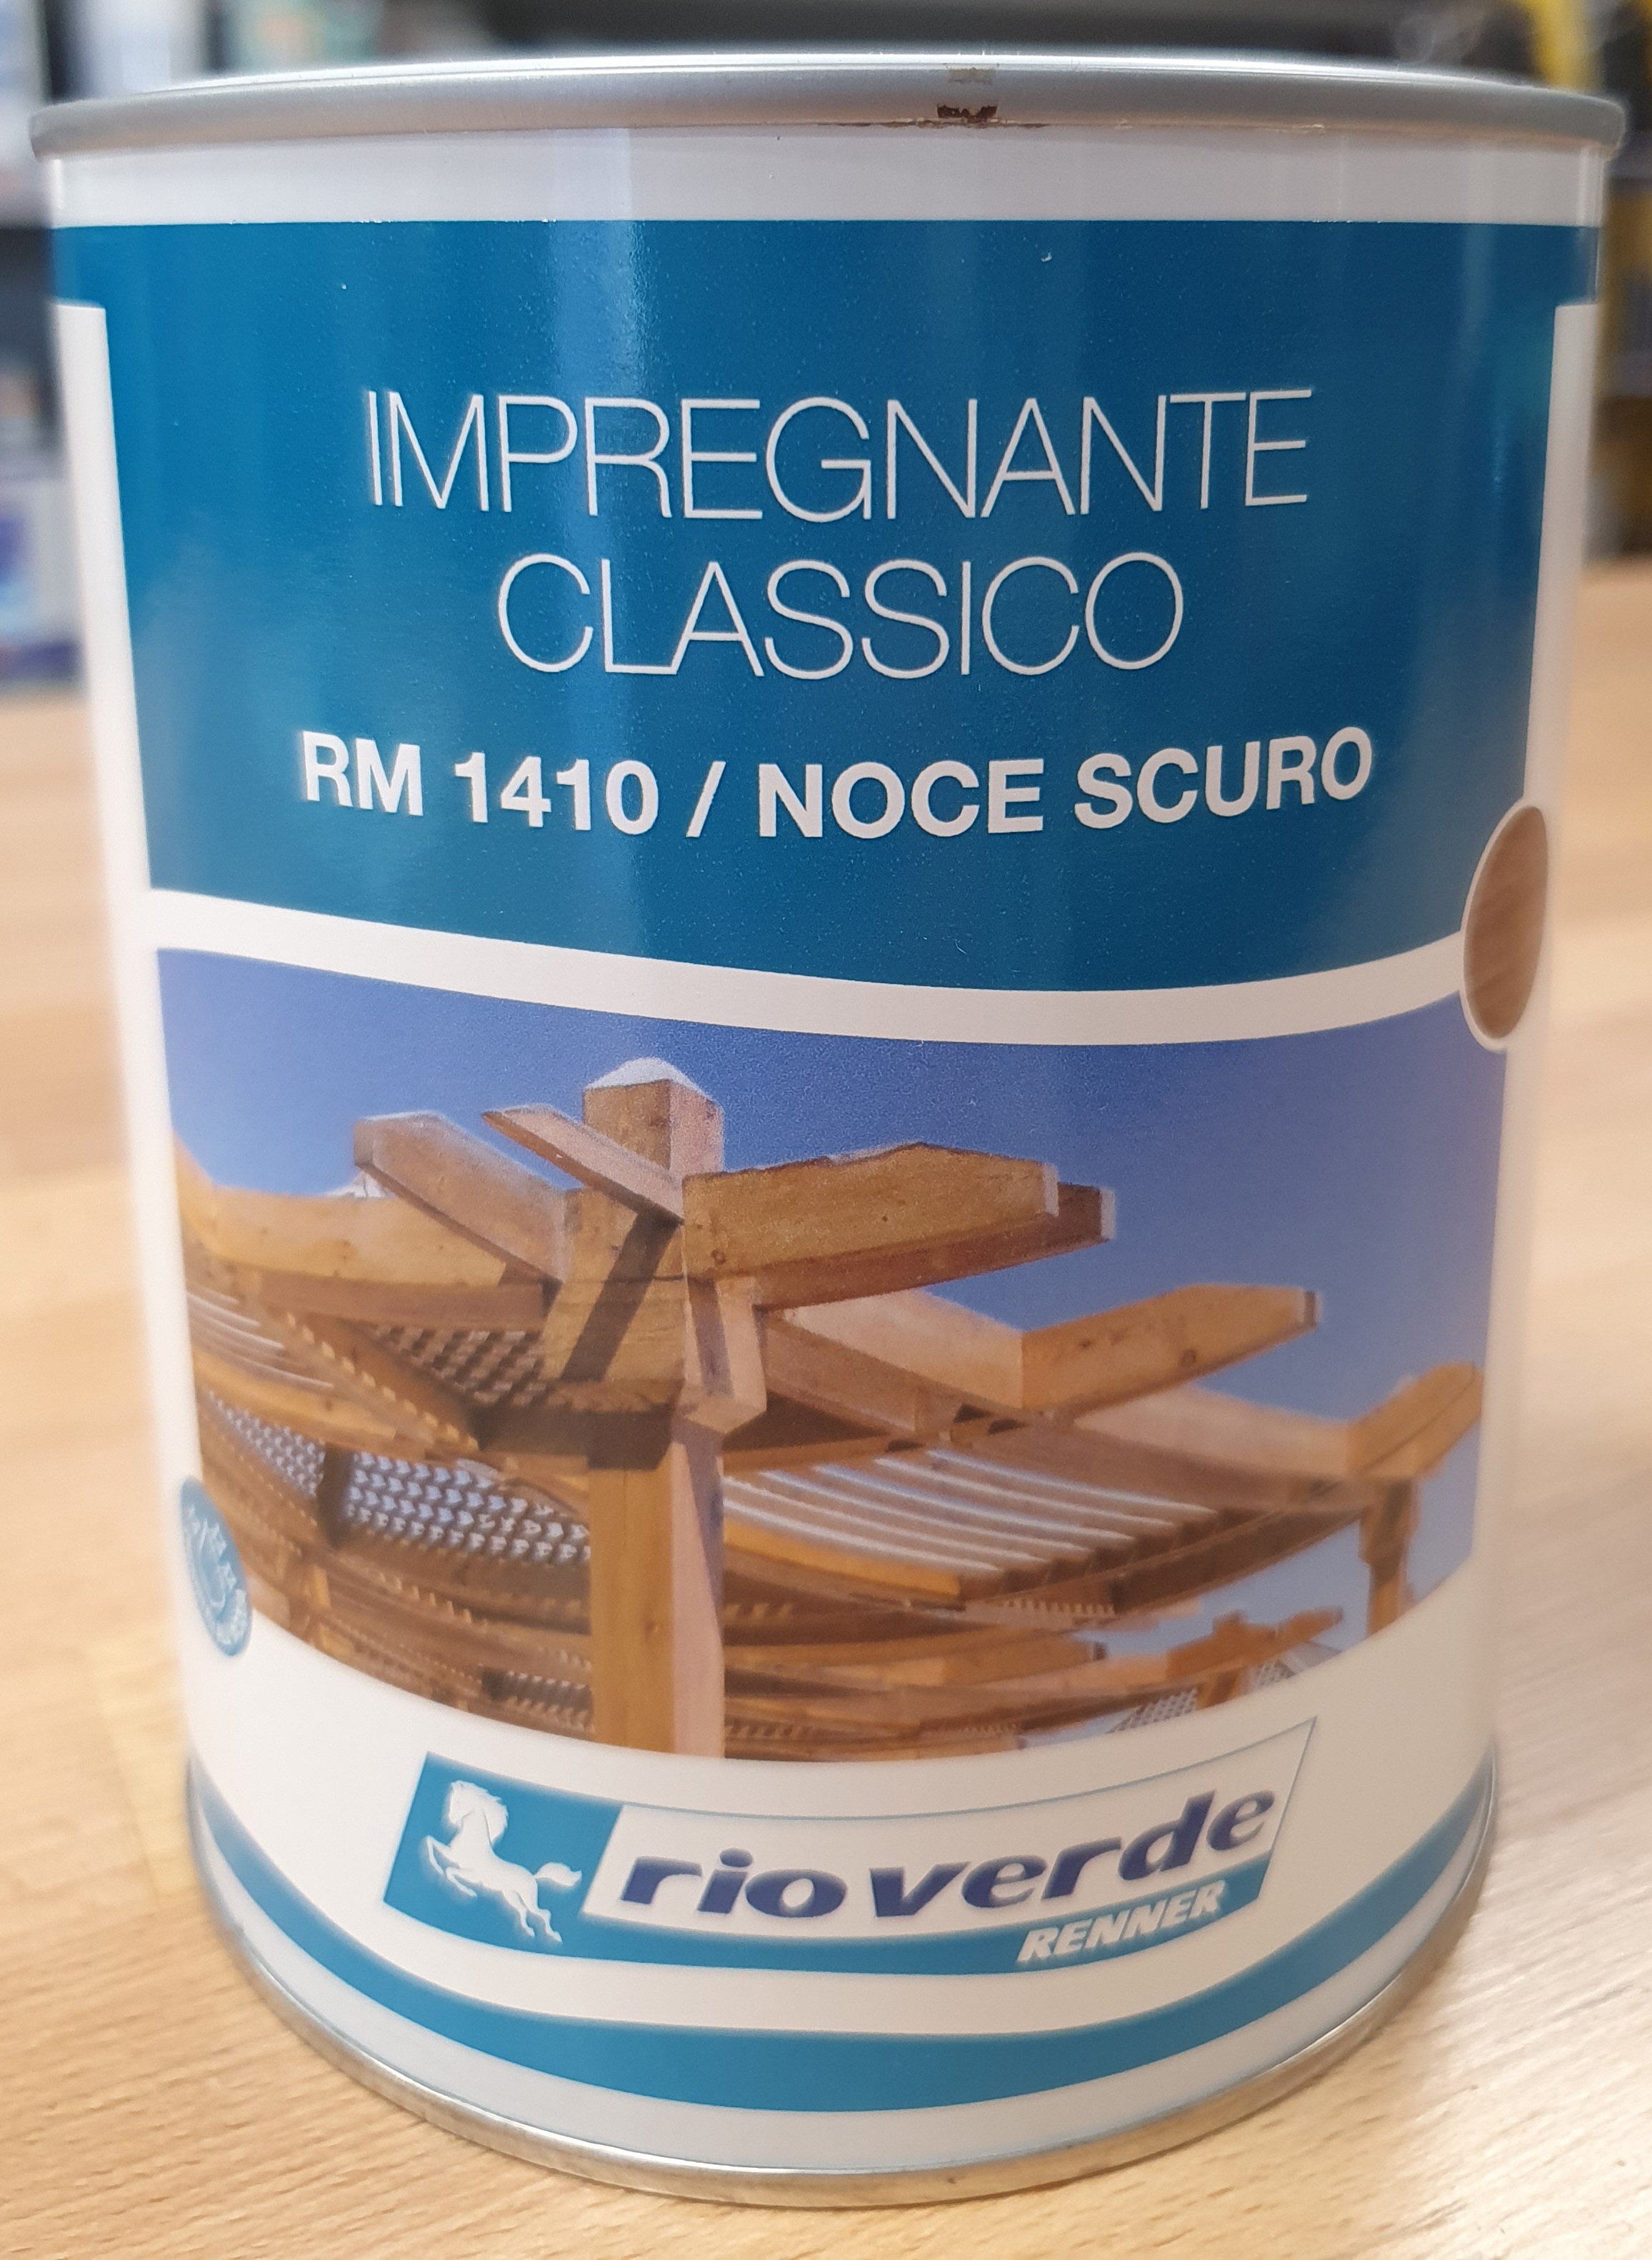 IMPREGNANTE
CLASSICO
RM 1410 / NOCE SCURO
rio verde
RENNER